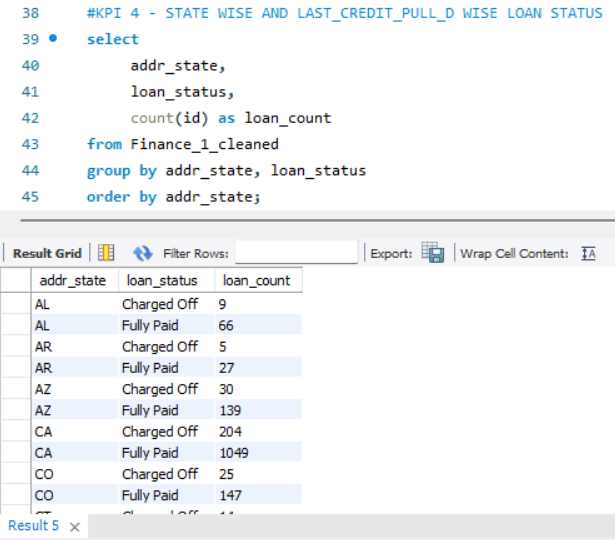 38 #KPI 4 - STATE WISE AND LAST_CREDIT_PULL_D WISE LOAN STATUS
39 select
40 addr_state,
41 loan_status,
42 count(id) as loan_count
43 from Finance_1_cleaned
44 group by addr_state, loan_status
45 order by addr_state;
Result Grid Filter Rows: Export: Wrap Cell Content:
addr_state loan_status loan_count
AL Charged Off 9
AL Fully Paid 66
AR Charged Off 5
AR Fully Paid 27
AZ Charged Off 30
AZ Fully Paid 139
CA Charged Off 204
CA Fully Paid 1049
CO Charged Off 25
CO Fully Paid 147
Result 5